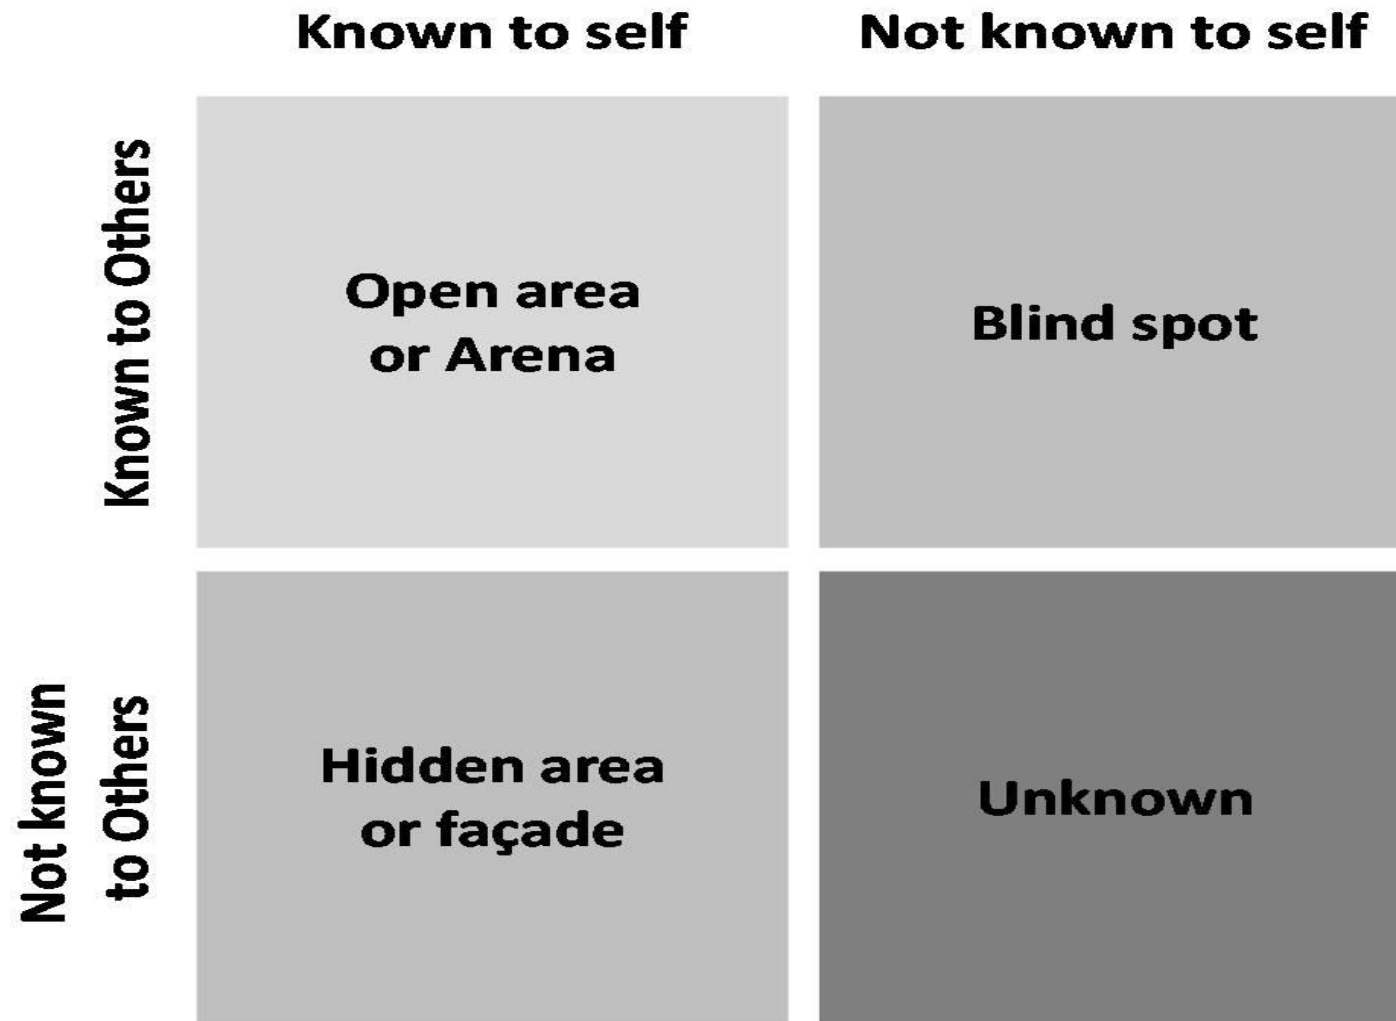 Known to self
Not known to self
Known to Others
Open area
or Arena
Blind spot
Not known
to Others
Hidden area
or façade
Unknown